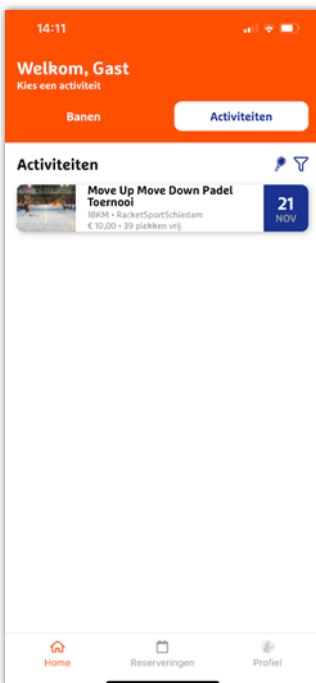 14:11
Welkom, Gast
Kies een activiteit
Banen
Activiteiten
Activiteiten
Move Up Move Down Padel
Toernooi
18KM • RacketSportSchiedam
€ 10,00 • 39 plekken vrij
21
NOV
Home
Reserveringen
Profiel